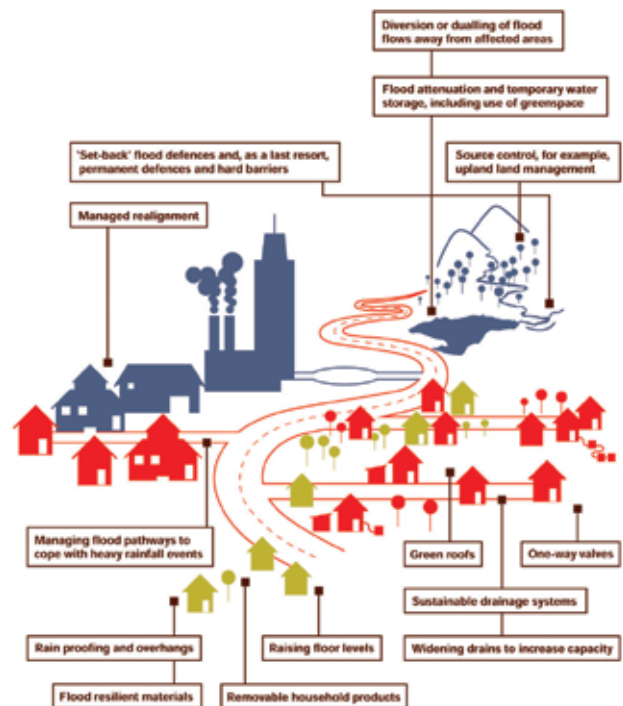 Diversion or dualling of flood
flows away from affected areas
Flood attenuation and temporary water
storage, including use of greenspace
'Set-back' flood defences and, as a last resort,
permanent defences and hard barriers
Source control, for example,
upland land management
Managed realignment
Managing flood pathways to
cope with heavy rainfall events
Green roofs
One-way valves
Sustainable drainage systems
Rain proofing and overhangs
Raising floor levels
Widening drains to increase capacity
Flood resilient materials
Removable household products